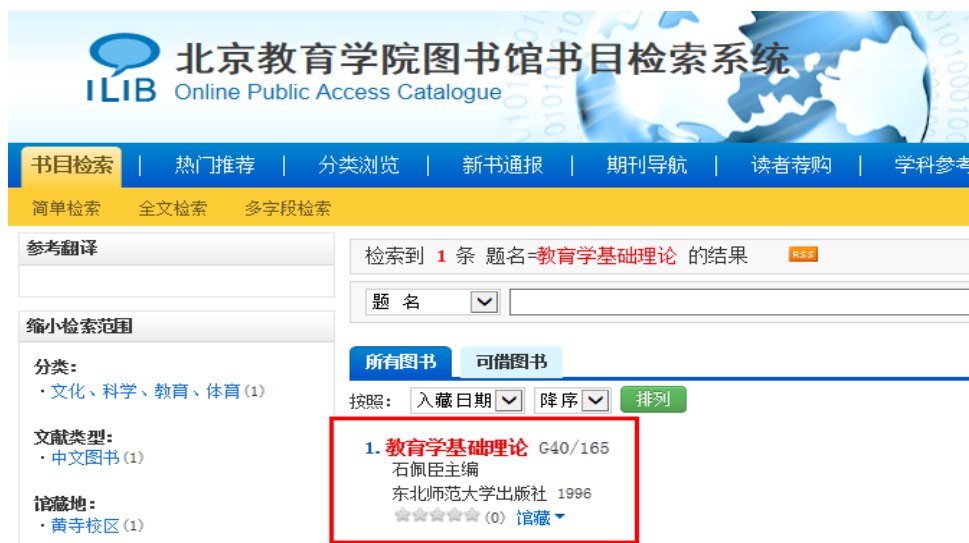 北京教育学院图书馆书目检索系统
ILIB Online Public Access Catalogue
书目检索 | 热门推荐 | 分类浏览 | 新书通报 | 期刊导航 | 读者荐购 | 学科参考
简单检索 全文检索 多字段检索
参考翻译
检索到 1 条 题名=教育学基础理论 的结果 RSS
题 名
缩小检索范围
所有图书 可借图书
分类:
· 文化、科学、教育、体育(1)
按照: 入藏日期 降序 排列
文献类型:
· 中文图书(1)
馆藏地:
· 黄寺校区(1)
1. 教育学基础理论 G40/165
石佩臣主编
东北师范大学出版社 1996
(0) 馆藏